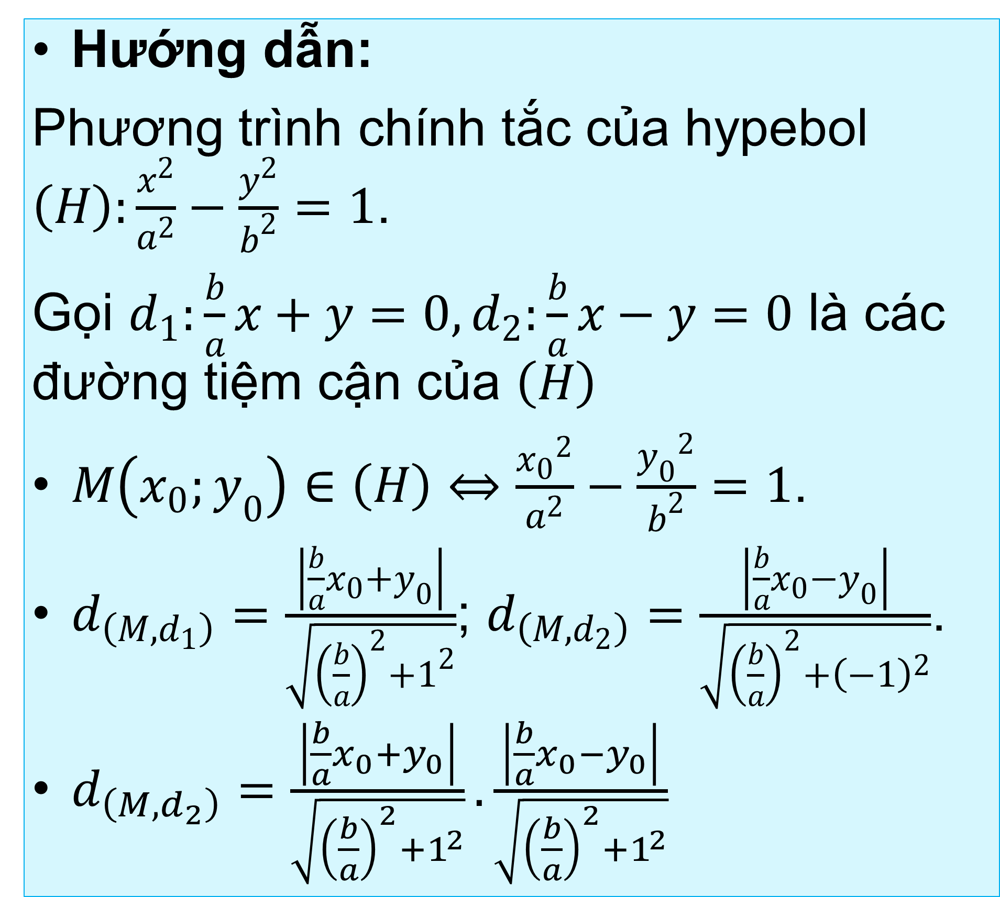 • Hướng dẫn:
Phương trình chính tắc của hypebol
$(H): \frac{x^2}{a^2} - \frac{y^2}{b^2} = 1.$
Gọi $d_1: \frac{b}{a}x + y = 0, d_2: \frac{b}{a}x - y = 0$ là các
đường tiệm cận của $(H)$
• $M(x_0; y_0) \in (H) \Leftrightarrow \frac{{x_0}^2}{a^2} - \frac{{y_0}^2}{b^2} = 1.$
• $d_{(M,d_1)} = \frac{\left|\frac{b}{a}x_0+y_0\right|}{\sqrt{\left(\frac{b}{a}\right)^2+1^2}}; d_{(M,d_2)} = \frac{\left|\frac{b}{a}x_0-y_0\right|}{\sqrt{\left(\frac{b}{a}\right)^2+(-1)^2}}.$
• $d_{(M,d_2)} = \frac{\left|\frac{b}{a}x_0+y_0\right|}{\sqrt{\left(\frac{b}{a}\right)^2+1^2}} . \frac{\left|\frac{b}{a}x_0-y_0\right|}{\sqrt{\left(\frac{b}{a}\right)^2+1^2}}$